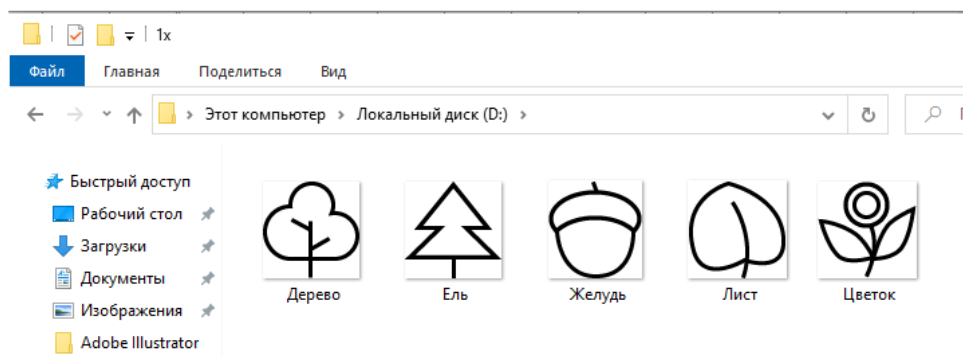 1x
Файл Главная Поделиться Вид
Этот компьютер Локальный диск (D:)
Быстрый доступ
Рабочий стол
Загрузки
Документы
Изображения
Adobe Illustrator
Дерево Ель Желудь Лист Цветок